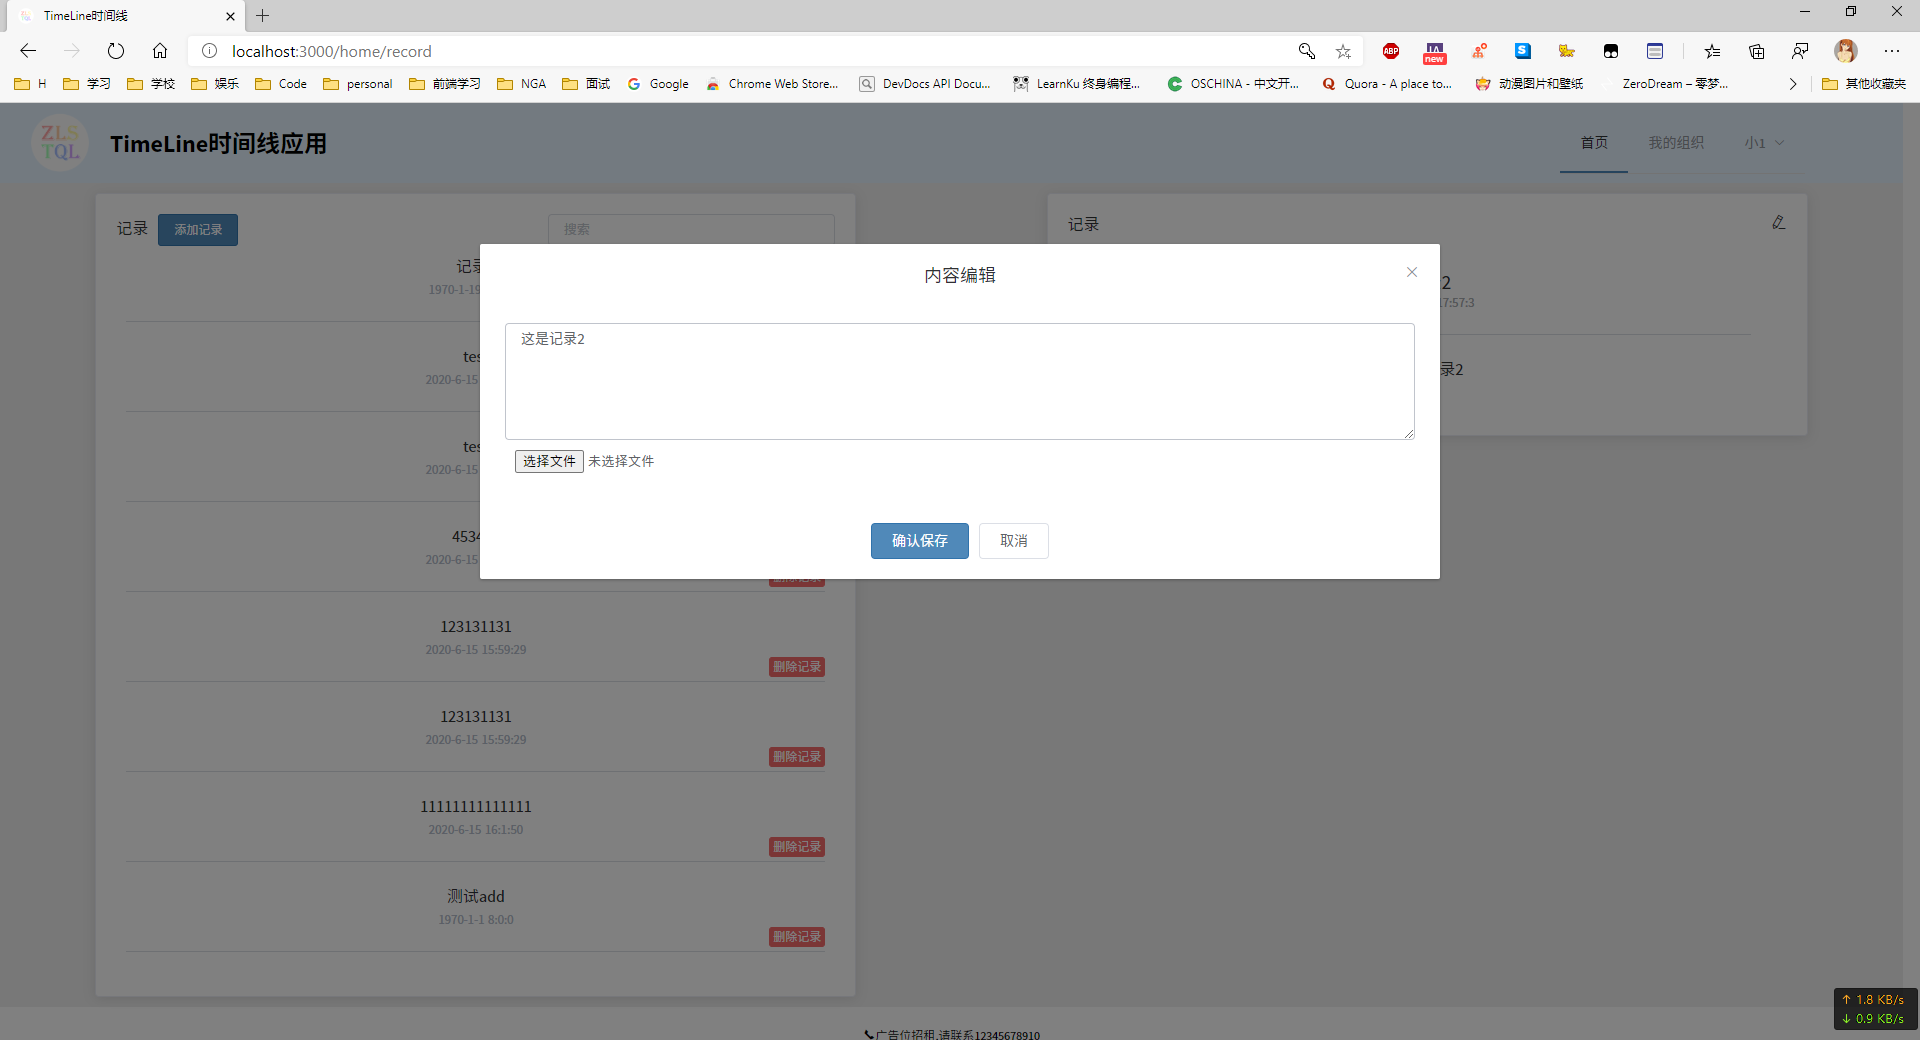 TimeLine时间线
localhost:3000/home/record
ABP
new
H 学习 学校 娱乐 Code personal 前端学习 NGA 面试 Google Chrome Web Store... DevDocs API Docu... LearnKu 终身编程... OSCHINA - 中文开... Quora - A place to... 动漫图片和壁纸 ZeroDream – 零梦... 其他收藏夹
ZLS
TQL
TimeLine时间线应用
首页 我的组织 小1
记录 添加记录 搜索
记录
1970-1-19
tes
2020-6-15
tes
2020-6-15
4534
2020-6-15
删除记录
123131131
2020-6-15 15:59:29
删除记录
123131131
2020-6-15 15:59:29
删除记录
11111111111111
2020-6-15 16:1:50
删除记录
测试add
1970-1-1 8:0:0
删除记录
内容编辑
这是记录2
选择文件 未选择文件
确认保存 取消
记录
2
17:57:3
录2
广告位招租,请联系12345678910
↑ 1.8 KB/s
↓ 0.9 KB/s